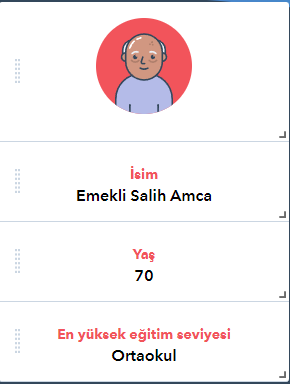 İsim
Emekli Salih Amca
Yaş
70
En yüksek eğitim seviyesi
Ortaokul